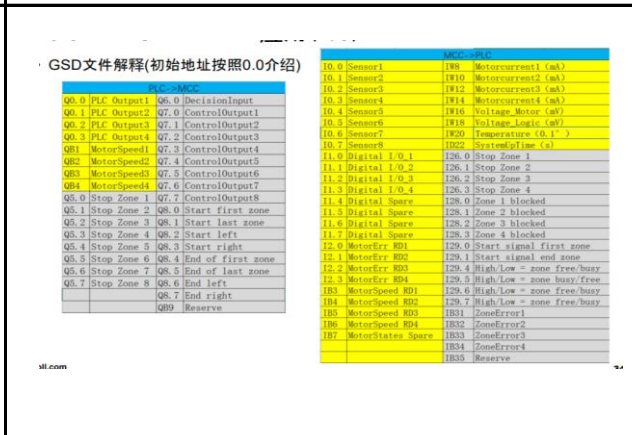 GSD文件解释(初始地址按照0.0介绍)
PLC->MCC
Q0.0 PLC Output1 Q6.0 DecisionInput
Q0.1 PLC Output2 Q7.0 ControlOutput1
Q0.2 PLC Output3 Q7.1 ControlOutput2
Q0.3 PLC Output4 Q7.2 ControlOutput3
QB1 MotorSpeed1 Q7.3 ControlOutput4
QB2 MotorSpeed2 Q7.4 ControlOutput5
QB3 MotorSpeed3 Q7.5 ControlOutput6
QB4 MotorSpeed4 Q7.6 ControlOutput7
Q5.0 Stop Zone 1 Q7.7 ControlOutput8
Q5.1 Stop Zone 2 Q8.0 Start first zone
Q5.2 Stop Zone 3 Q8.1 Start last zone
Q5.3 Stop Zone 4 Q8.2 Start left
Q5.4 Stop Zone 5 Q8.3 Start right
Q5.5 Stop Zone 6 Q8.4 End of first zone
Q5.6 Stop Zone 7 Q8.5 End of last zone
Q5.7 Stop Zone 8 Q8.6 End left
Q8.7 End right
QB9 Reserve
MCC->PLC
I0.0 Sensor1 IW8 Motorcurrent1 (mA)
I0.1 Sensor2 IW10 Motorcurrent2 (mA)
I0.2 Sensor3 IW12 Motorcurrent3 (mA)
I0.3 Sensor4 IW14 Motorcurrent4 (mA)
I0.4 Sensor5 IW16 Voltage_Motor (mV)
I0.5 Sensor6 IW18 Voltage_Logic (mV)
I0.6 Sensor7 IW20 Temperature (0.1°)
I0.7 Sensor8 ID22 SystemUpTime (s)
I1.0 Digital I/O_1 I26.0 Stop Zone 1
I1.1 Digital I/O_2 I26.1 Stop Zone 2
I1.2 Digital I/O_3 I26.2 Stop Zone 3
I1.3 Digital I/O_4 I26.3 Stop Zone 4
I1.4 Digital Spare I28.0 Zone 1 blocked
I1.5 Digital Spare I28.1 Zone 2 blocked
I1.6 Digital Spare I28.2 Zone 3 blocked
I1.7 Digital Spare I28.3 Zone 4 blocked
I2.0 MotorErr RD1 I29.0 Start signal first zone
I2.1 MotorErr RD2 I29.1 Start signal end zone
I2.2 MotorErr RD3 I29.4 High/Low = zone free/busy
I2.3 MotorErr RD4 I29.5 High/Low = zone busy/free
IB3 MotorSpeed RD1 I29.6 High/Low = zone free/busy
IB4 MotorSpeed RD2 I29.7 High/Low = zone free/busy
IB5 MotorSpeed RD3 IB31 ZoneError1
IB6 MotorSpeed RD4 IB32 ZoneError2
IB7 MotorStates Spare IB33 ZoneError3
IB34 ZoneError4
IB35 Reserve